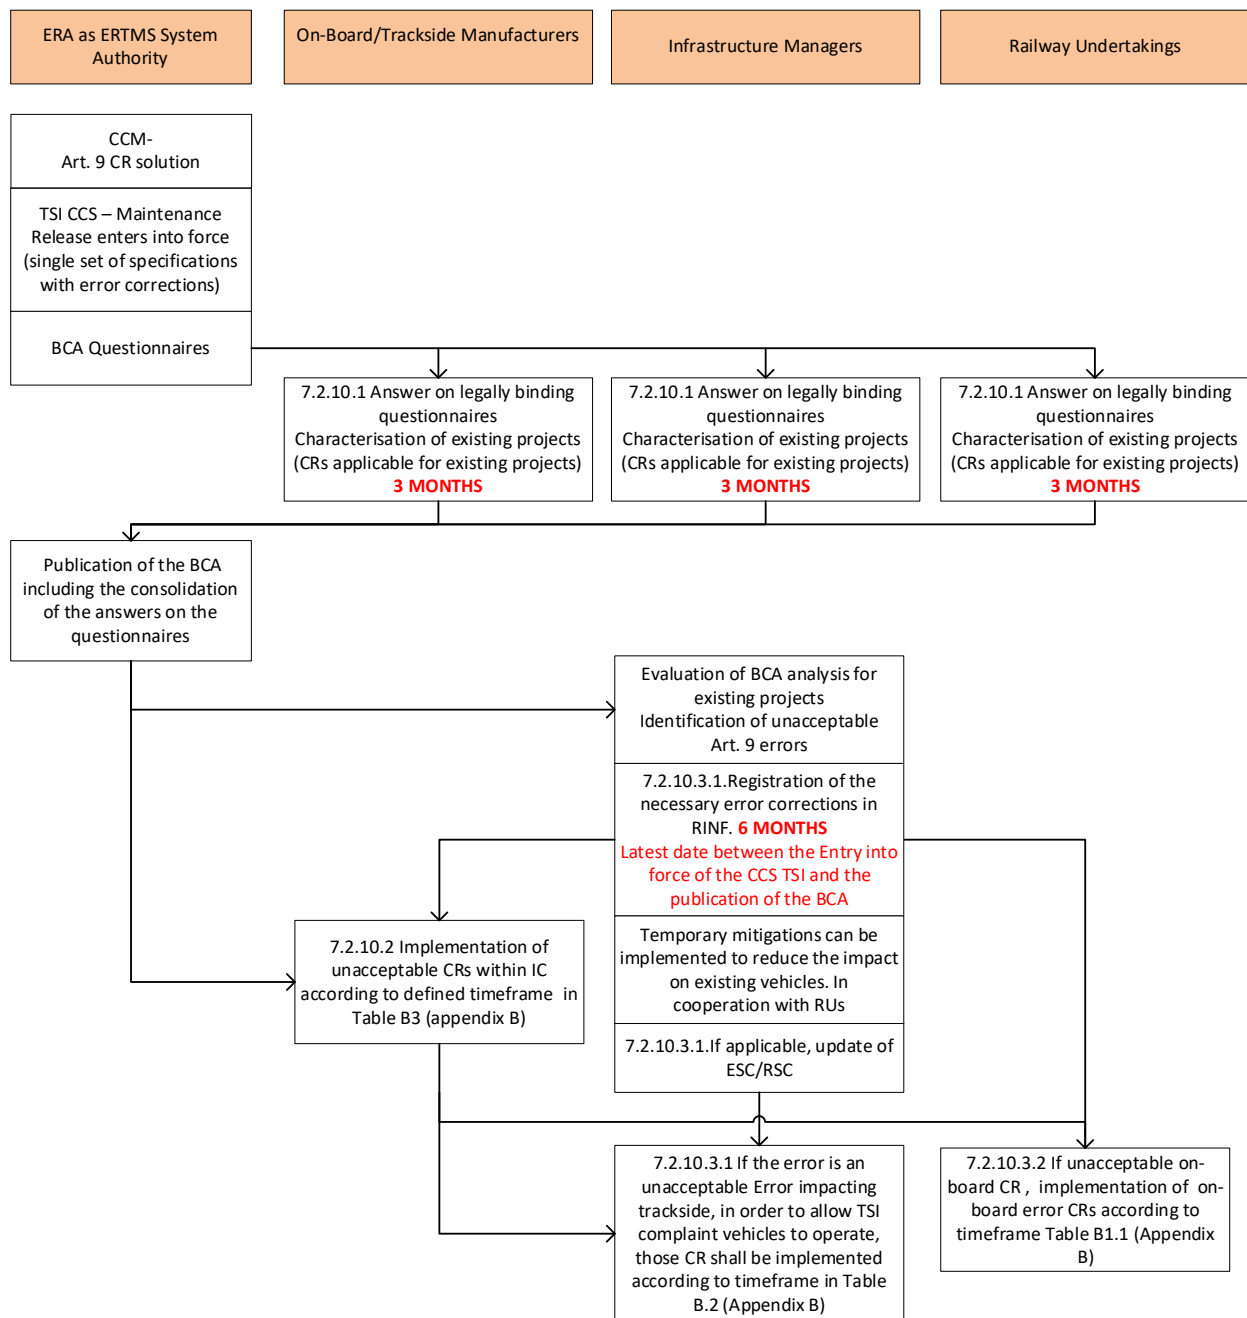 ERA as ERTMS System
Authority
On-Board/Trackside Manufacturers
Infrastructure Managers
Railway Undertakings
CCM-
Art. 9 CR solution
TSI CCS – Maintenance
Release enters into force
(single set of specifications
with error corrections)
BCA Questionnaires
7.2.10.1 Answer on legally binding
questionnaires
Characterisation of existing projects
(CRs applicable for existing projects)
3 MONTHS
7.2.10.1 Answer on legally binding
questionnaires
Characterisation of existing projects
(CRs applicable for existing projects)
3 MONTHS
7.2.10.1 Answer on legally binding
questionnaires
Characterisation of existing projects
(CRs applicable for existing projects)
3 MONTHS
Publication of the BCA
including the consolidation
of the answers on the
questionnaires
Evaluation of BCA analysis for
existing projects
Identification of unacceptable
Art. 9 errors
7.2.10.3.1.Registration of the
necessary error corrections in
RINF. 6 MONTHS
Latest date between the Entry into
force of the CCS TSI and the
publication of the BCA
Temporary mitigations can be
implemented to reduce the impact
on existing vehicles. In
cooperation with RUs
7.2.10.3.1.If applicable, update of
ESC/RSC
7.2.10.2 Implementation of
unacceptable CRs within IC
according to defined timeframe in
Table B3 (appendix B)
7.2.10.3.1 If the error is an
unacceptable Error impacting
trackside, in order to allow TSI
complaint vehicles to operate,
those CR shall be implemented
according to timeframe in Table
B.2 (Appendix B)
7.2.10.3.2 If unacceptable on-
board CR , implementation of on-
board error CRs according to
timeframe Table B1.1 (Appendix
B)